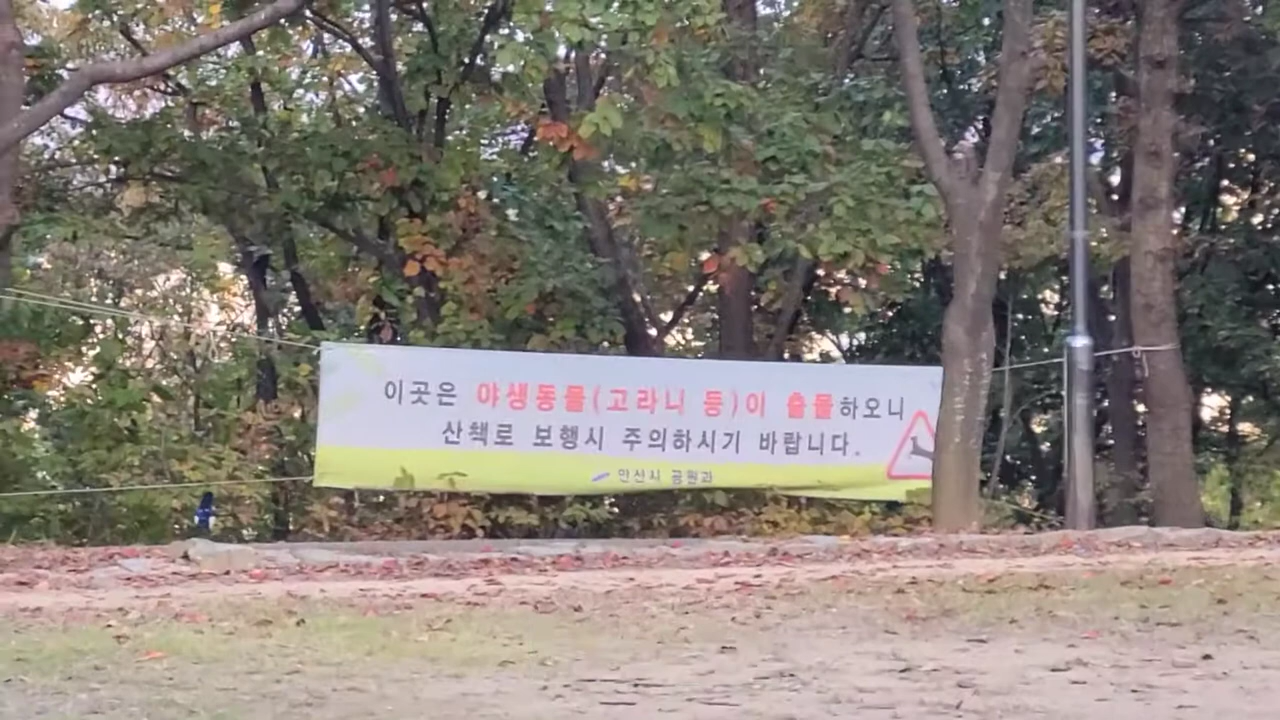 이곳은 야생동물(고라니 등)이 출몰하오니
산책로 보행시 주의하시기 바랍니다.
안산시 공원과